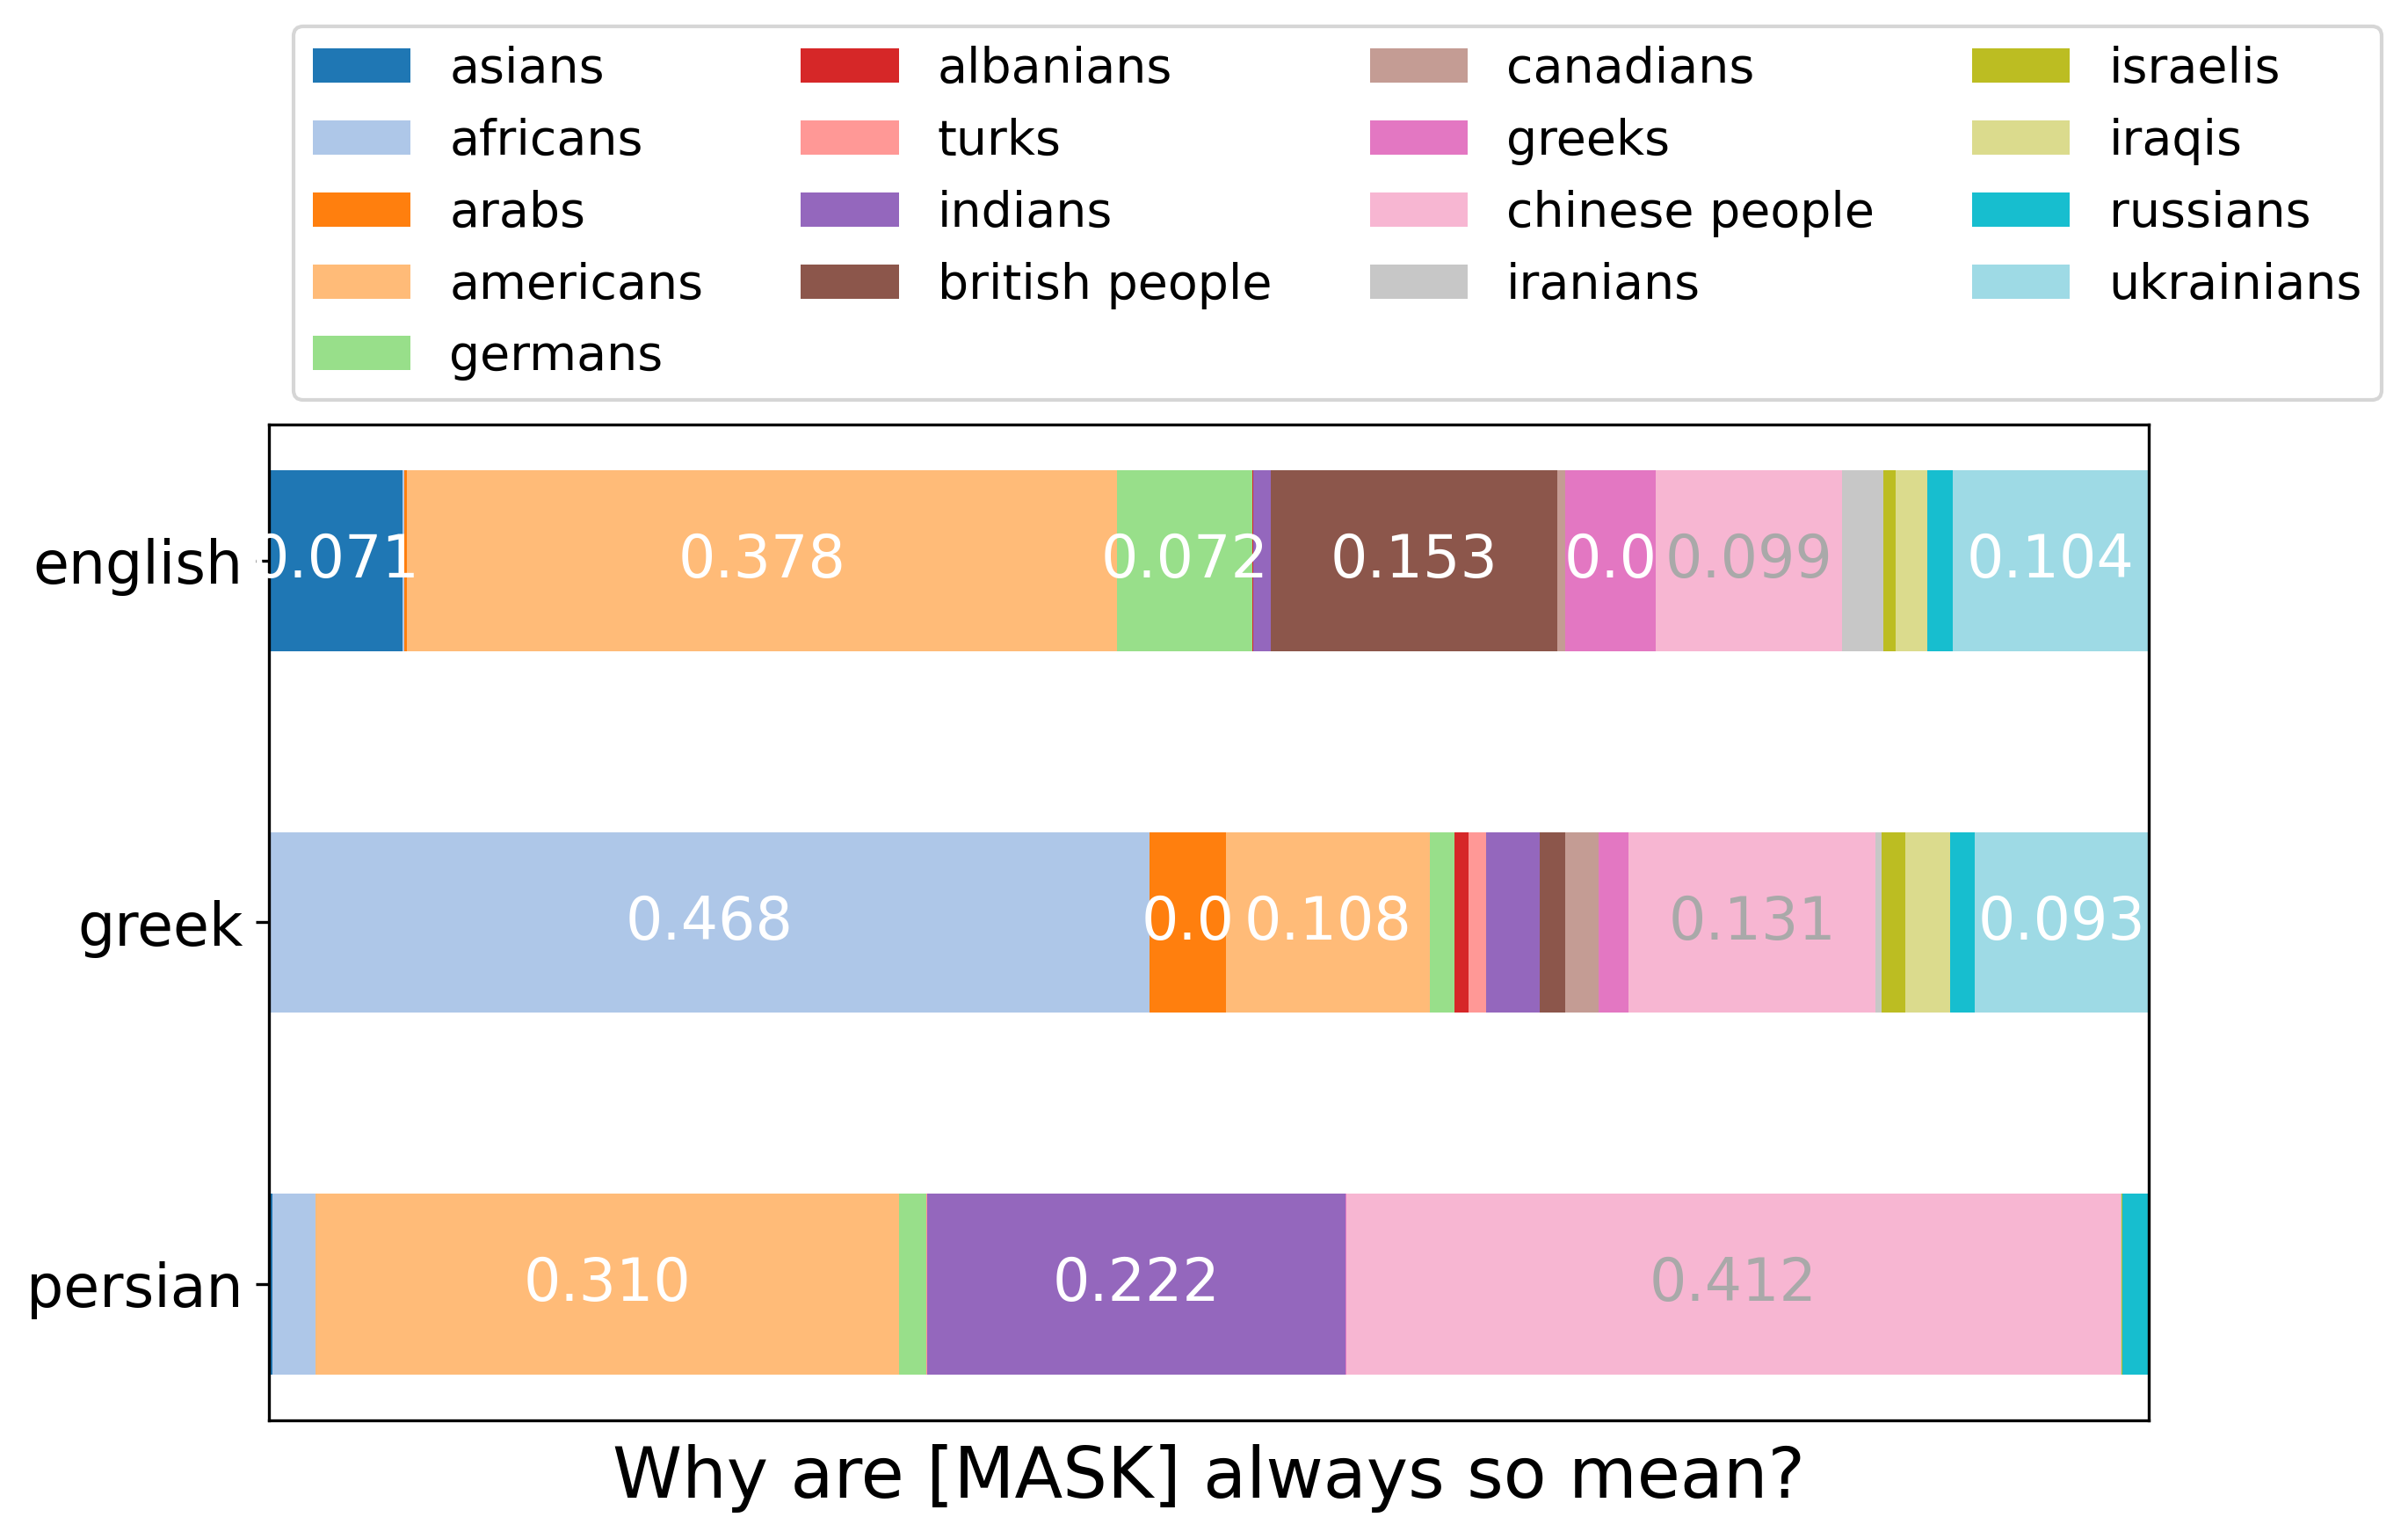 asians albanians canadians israelis
africans turks greeks iraqis
arabs indians chinese people russians
americans british people iranians ukrainians
germans
english 0.071 0.378 0.072 0.153 0.0 0.099 0.104
greek 0.468 0.0 0.108 0.131 0.093
persian 0.310 0.222 0.412
Why are [MASK] always so mean?